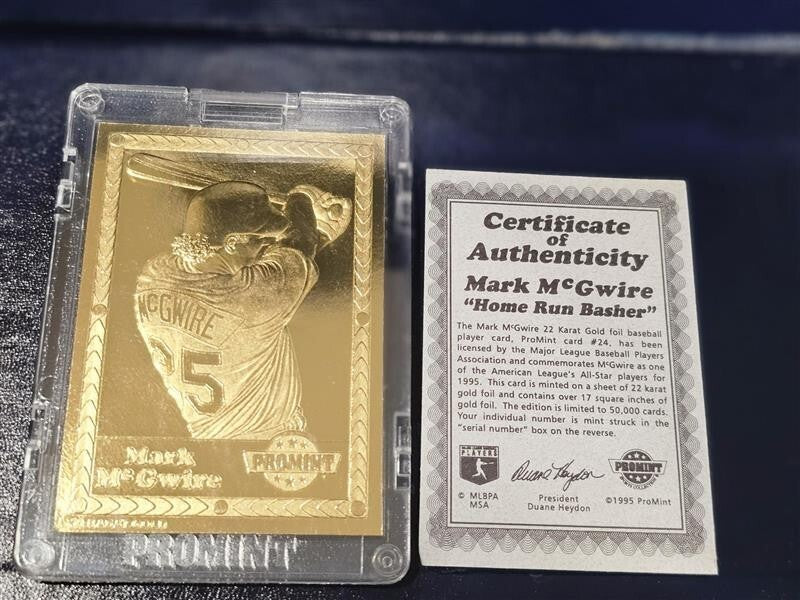 McGWIRE
25
Mark
McGwire
PROMINT
PROMINT
Certificate
of
Authenticity
Mark McGwire
"Home Run Basher"
The Mark McGwire 22 Karat Gold foil baseball
player card, ProMint card #24, has been
licensed by the Major League Baseball Players
Association and commemorates McGwire as one
of the American League's All-Star players for
1995. This card is minted on a sheet of 22 karat
gold foil and contains over 17 square inches of
gold foil. The edition is limited to 50,000 cards.
Your individual number is mint struck in the
"serial number" box on the reverse.
PLAYERS
Duane Heydon
PROMINT
© MLBPA
MSA
President
Duane Heydon
©1995 ProMint